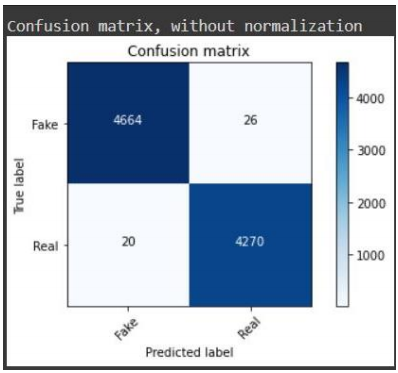 Confusion matrix, without normalization
Confusion matrix
True label
Fake
4664
26
Real
20
4270
Fake
Real
Predicted label
4000
3000
2000
1000